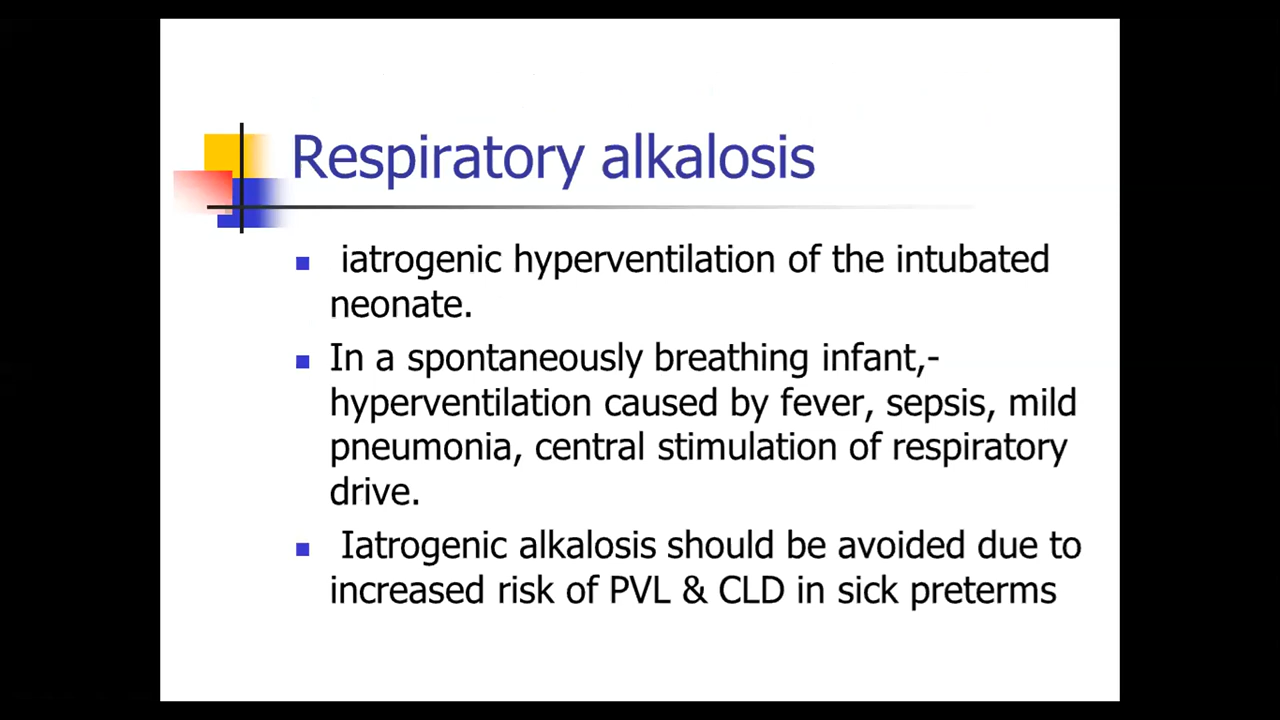 Respiratory alkalosis
iatrogenic hyperventilation of the intubated
neonate.
In a spontaneously breathing infant,-
hyperventilation caused by fever, sepsis, mild
pneumonia, central stimulation of respiratory
drive.
Iatrogenic alkalosis should be avoided due to
increased risk of PVL & CLD in sick preterms